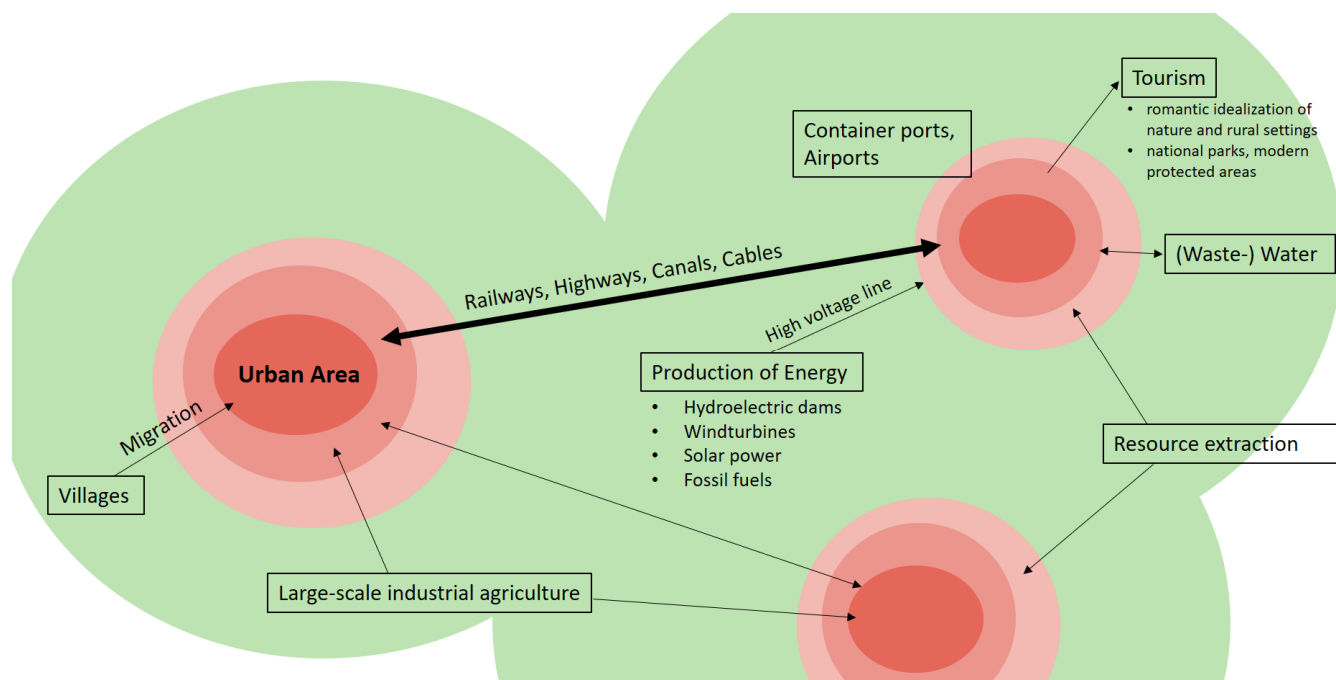 Tourism
• romantic idealization of
nature and rural settings
• national parks, modern
protected areas
Container ports,
Airports
(Waste-) Water
Railways, Highways, Canals, Cables
High voltage line
Urban Area
Production of Energy
• Hydroelectric dams
• Windturbines
• Solar power
• Fossil fuels
Migration
Villages
Resource extraction
Large-scale industrial agriculture